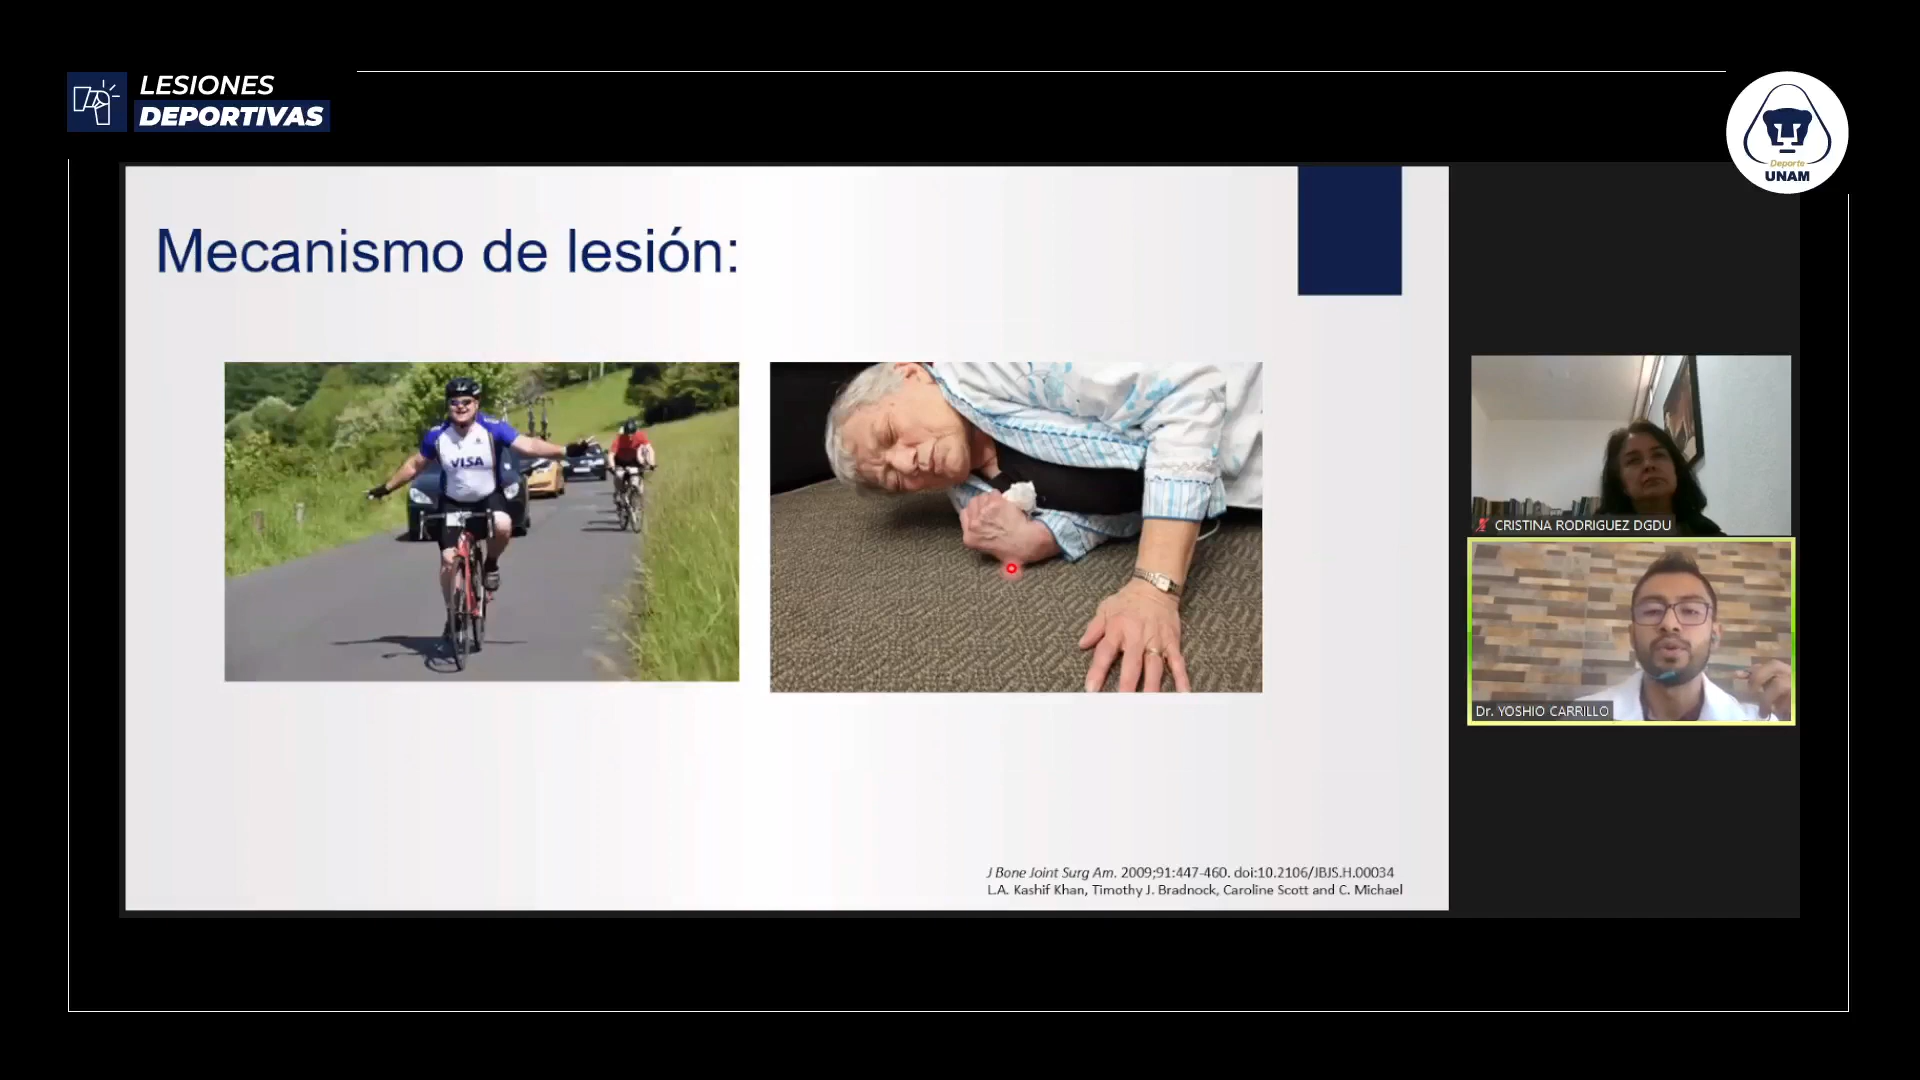 LESIONES
DEPORTIVAS
Deporte
UNAM
Mecanismo de lesión:
VISA
CRISTINA RODRIGUEZ DGDU
Dr. YOSHIO CARRILLO
J Bone Joint Surg Am. 2009;91:447-460. doi:10.2106/JBJS.H.00034
L.A. Kashif Khan, Timothy J. Bradnock, Caroline Scott and C. Michael